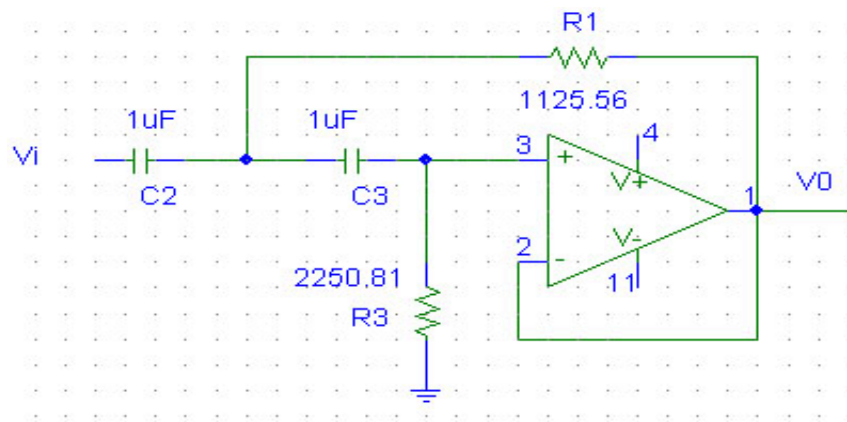 R1
1125.56
1uF
1uF
Vi
C2
C3
3
+
4
V+
1
V0
2
-
V-
11
2250.81
R3